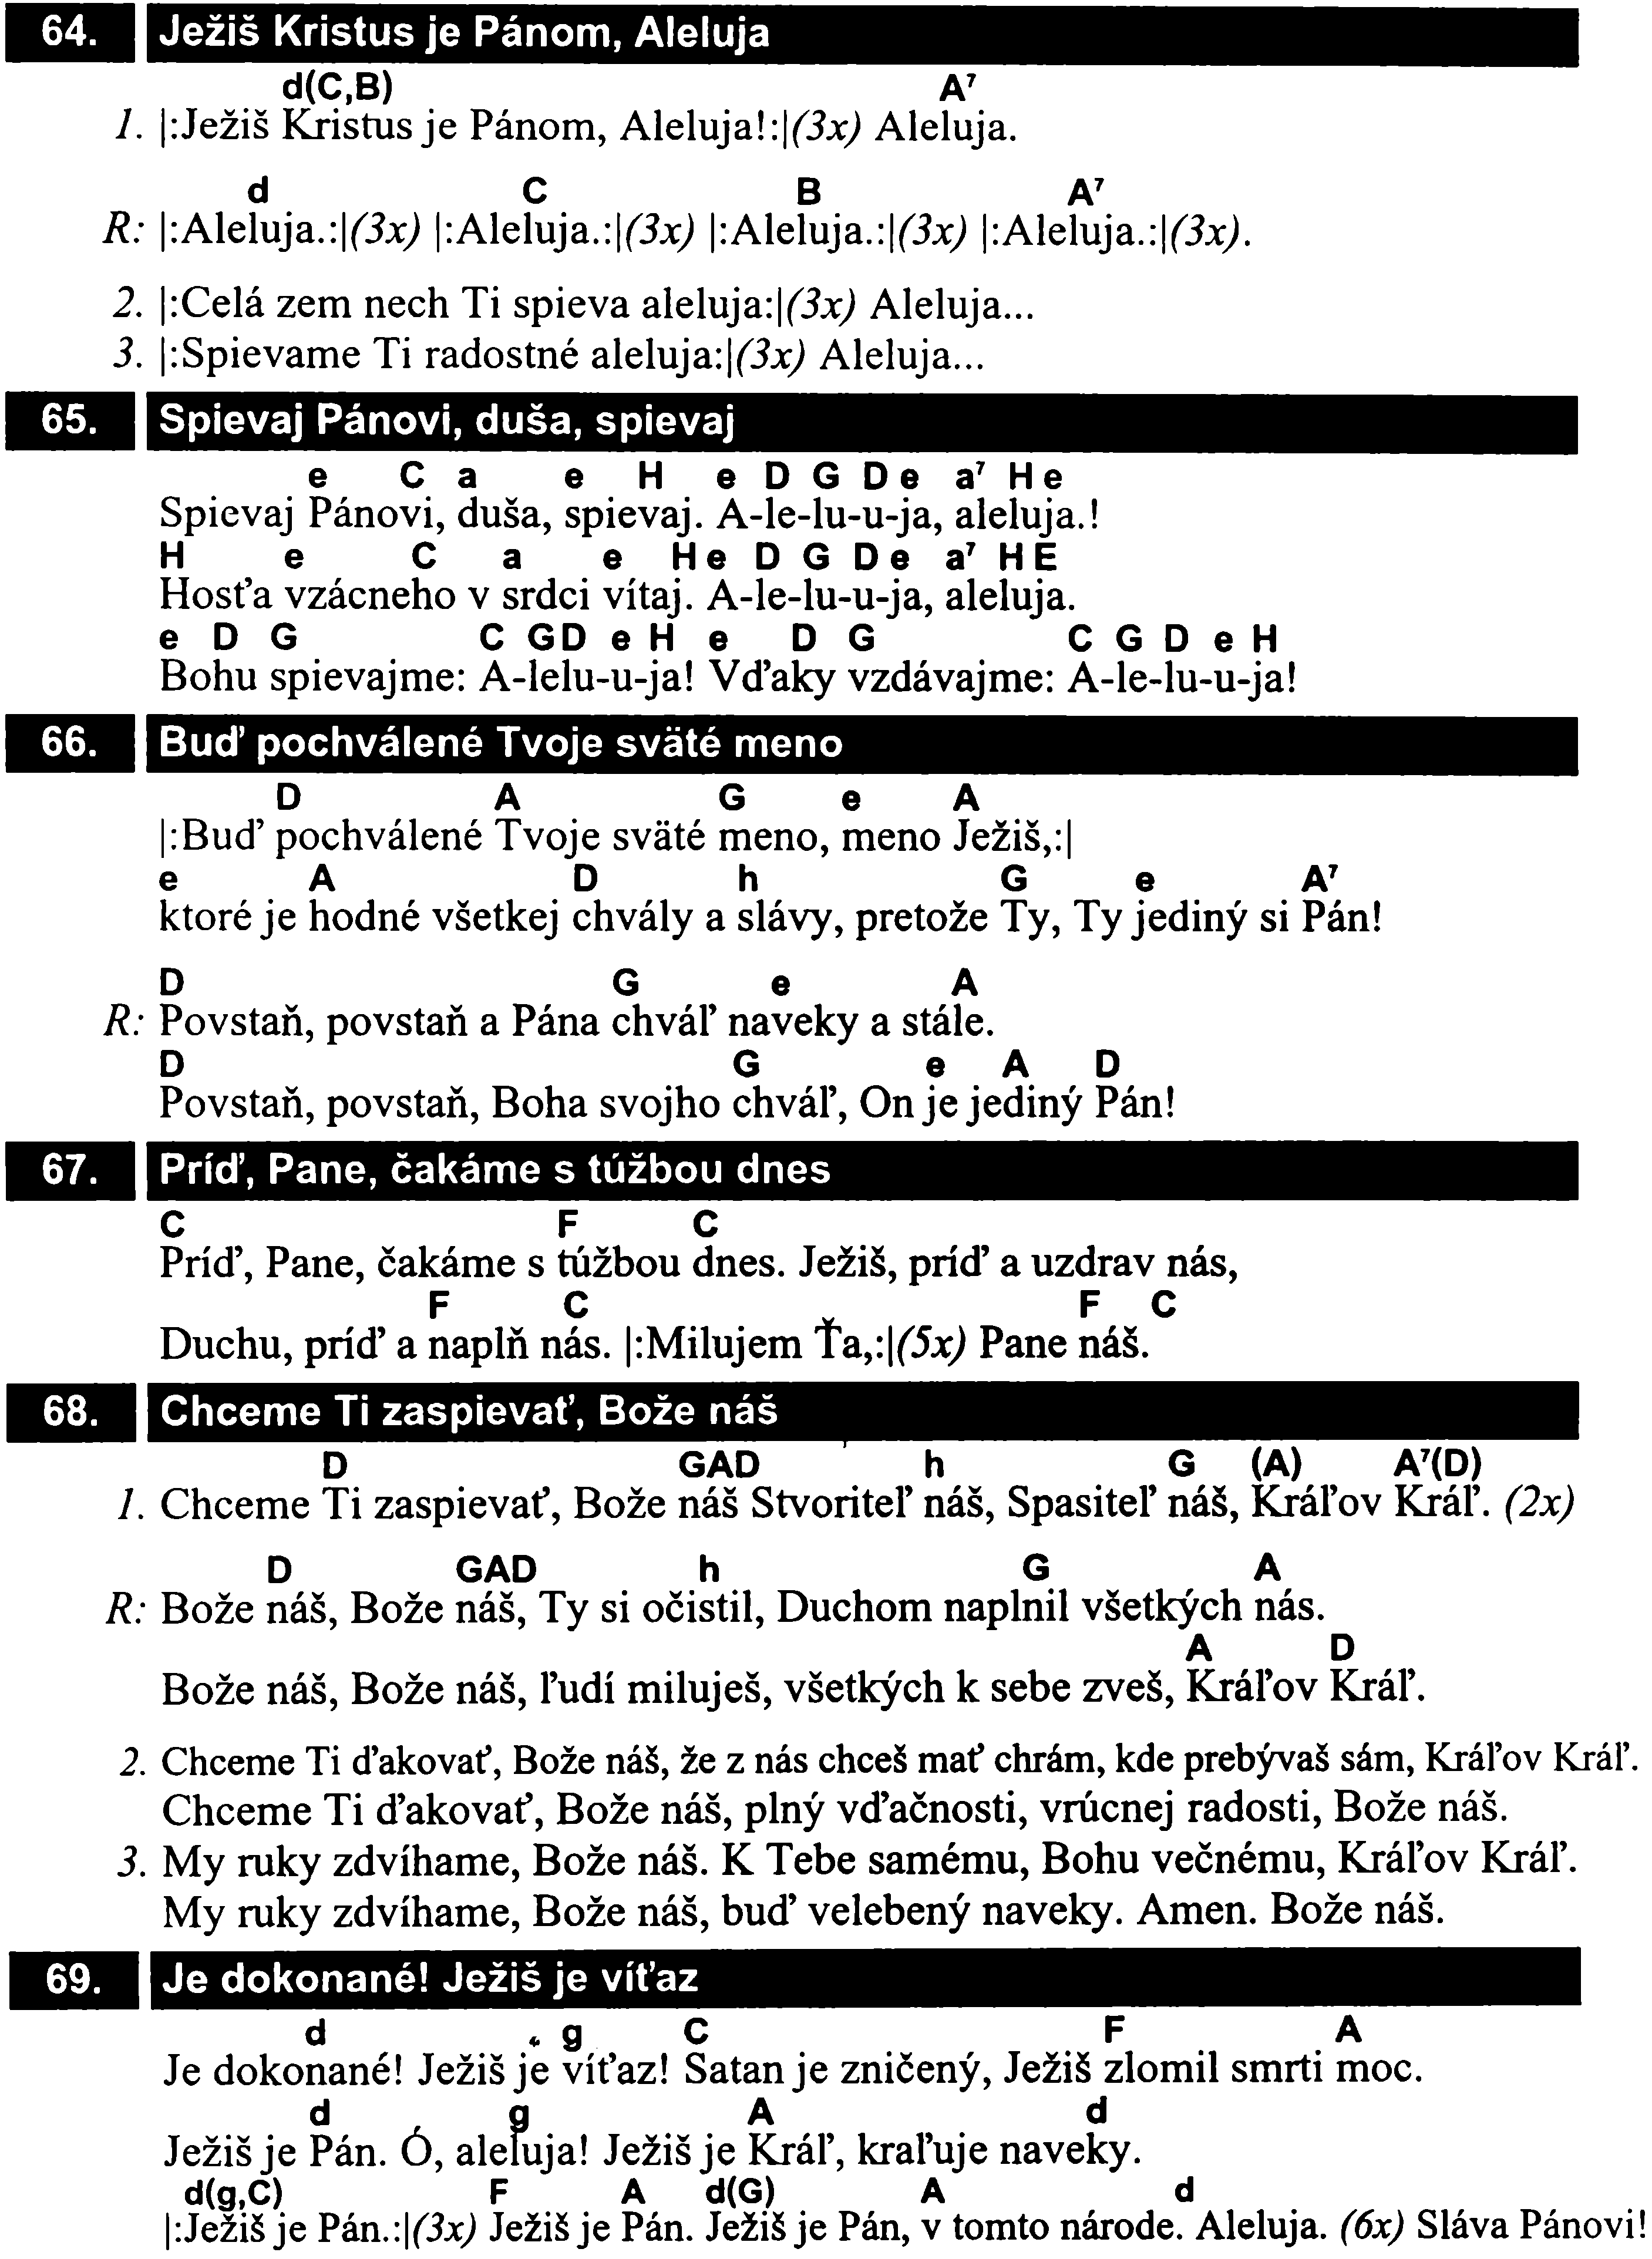 64. Ježiš Kristus je Pánom, Aleluja
d(C,B) A⁷
1. |:Ježiš Kristus je Pánom, Aleluja!:|(3x) Aleluja.
d C B A⁷
R: |:Aleluja.:|(3x) |:Aleluja.:|(3x) |:Aleluja.:|(3x) |:Aleluja.:|(3x).
2. |:Celá zem nech Ti spieva aleluja:|(3x) Aleluja...
3. |:Spievame Ti radostné aleluja:|(3x) Aleluja...
65. Spievaj Pánovi, duša, spievaj
e C a e H e D G D e a⁷ H e
Spievaj Pánovi, duša, spievaj. A-le-lu-u-ja, aleluja.!
H e C a e H e D G D e a⁷ H E
Hosťa vzácneho v srdci vítaj. A-le-lu-u-ja, aleluja.
e D G C G D e H e D G C G D e H
Bohu spievajme: A-lelu-u-ja! Vďaky vzdávajme: A-le-lu-u-ja!
66. Buď pochválené Tvoje sväté meno
D A G e A
|:Buď pochválené Tvoje sväté meno, meno Ježiš,:|
e A D h G e A⁷
ktoré je hodné všetkej chvály a slávy, pretože Ty, Ty jediný si Pán!
D G e A
R: Povstaň, povstaň a Pána chváľ naveky a stále.
D G e A D
Povstaň, povstaň, Boha svojho chváľ, On je jediný Pán!
67. Príď, Pane, čakáme s túžbou dnes
C F C
Príď, Pane, čakáme s túžbou dnes. Ježiš, príď a uzdrav nás,
F C F C
Duchu, príď a naplň nás. |:Milujem Ťa,:|(5x) Pane náš.
68. Chceme Ti zaspievať, Bože náš
D GAD h G (A) A⁷(D)
1. Chceme Ti zaspievať, Bože náš Stvoriteľ náš, Spasiteľ náš, Kráľov Kráľ. (2x)
D GAD h G A
R: Bože náš, Bože náš, Ty si očistil, Duchom naplnil všetkých nás.
A D
Bože náš, Bože náš, ľudí miluješ, všetkých k sebe zveš, Kráľov Kráľ.
2. Chceme Ti ďakovať, Bože náš, že z nás chceš mať chrám, kde prebývaš sám, Kráľov Kráľ.
Chceme Ti ďakovať, Bože náš, plný vďačnosti, vrúcnej radosti, Bože náš.
3. My ruky zdvíhame, Bože náš. K Tebe samému, Bohu večnému, Kráľov Kráľ.
My ruky zdvíhame, Bože náš, buď velebený naveky. Amen. Bože náš.
69. Je dokonané! Ježiš je víťaz
d g C F A
Je dokonané! Ježiš je víťaz! Satan je zničený, Ježiš zlomil smrti moc.
d g A d
Ježiš je Pán. Ó, aleluja! Ježiš je Kráľ, kraľuje naveky.
d(g,C) F A d(G) A d
|:Ježiš je Pán.:|(3x) Ježiš je Pán. Ježiš je Pán, v tomto národe. Aleluja. (6x) Sláva Pánovi!